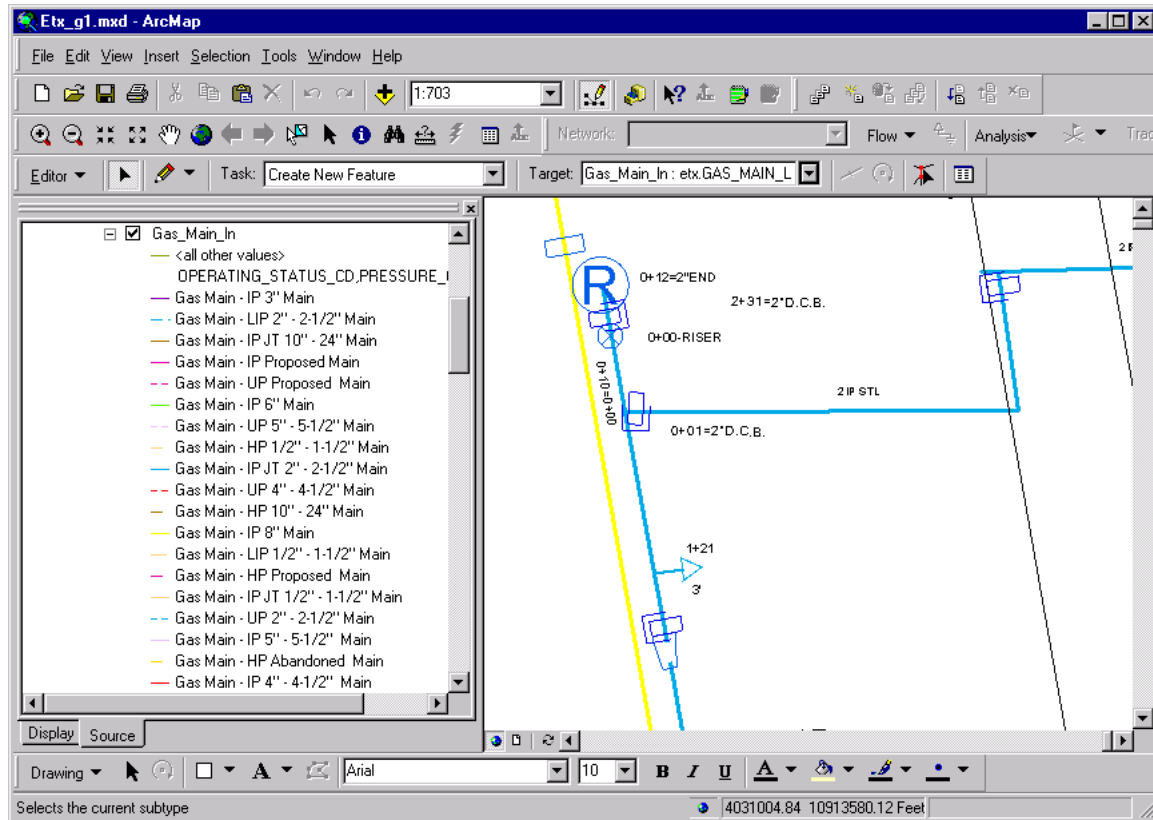 Etx_g1.mxd - ArcMap
File Edit View Insert Selection Tools Window Help
1:703
Network: Flow Analysis Trac
Editor Task: Create New Feature Target: Gas_Main_In : etx.GAS_MAIN_L
Gas_Main_In
<all other values>
OPERATING_STATUS_CD,PRESSURE_
Gas Main - IP 3" Main
Gas Main - LIP 2" - 2-1/2" Main
Gas Main - IP JT 10" - 24" Main
Gas Main - IP Proposed Main
Gas Main - UP Proposed Main
Gas Main - IP 6" Main
Gas Main - UP 5" - 5-1/2" Main
Gas Main - HP 1/2" - 1-1/2" Main
Gas Main - IP JT 2" - 2-1/2" Main
Gas Main - UP 4" - 4-1/2" Main
Gas Main - HP 10" - 24" Main
Gas Main - IP 8" Main
Gas Main - LIP 1/2" - 1-1/2" Main
Gas Main - HP Proposed Main
Gas Main - IP JT 1/2" - 1-1/2" Main
Gas Main - UP 2" - 2-1/2" Main
Gas Main - IP 5" - 5-1/2" Main
Gas Main - HP Abandoned Main
Gas Main - IP 4" - 4-1/2" Main
Display Source
R
0+12=2"END
2+31=2"D.C.B.
0+00-RISER
0+10=0+00
2 IP STL
0+01=2"D.C.B.
1+21
3'
Drawing A Arial 10 B I U A
Selects the current subtype
4031004.84 10913580.12 Feet